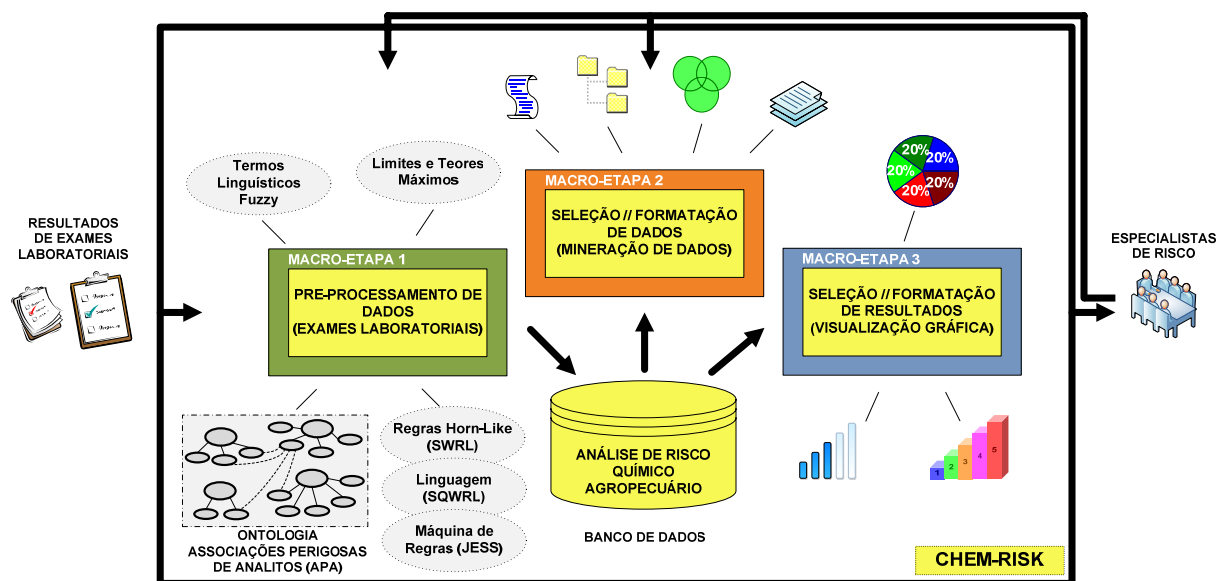 RESULTADOS
DE EXAMES
LABORATORIAIS
Termos
Linguísticos
Fuzzy
Limites e Teores
Máximos
MACRO-ETAPA 1
PRE-PROCESSAMENTO DE
DADOS
(EXAMES LABORATORIAIS)
MACRO-ETAPA 2
SELEÇÃO // FORMATAÇÃO
DE DADOS
(MINERAÇÃO DE DADOS)
20%
20%
20%
20%
20%
MACRO-ETAPA 3
SELEÇÃO // FORMATAÇÃO
DE RESULTADOS
(VISUALIZAÇÃO GRÁFICA)
ESPECIALISTAS
DE RISCO
ONTOLOGIA
ASSOCIAÇÕES PERIGOSAS
DE ANALITOS (APA)
Regras Horn-Like
(SWRL)
Linguagem
(SQWRL)
Máquina de
Regras (JESS)
ANÁLISE DE RISCO
QUÍMICO
AGROPECUÁRIO
BANCO DE DADOS
1
2
3
4
5
CHEM-RISK